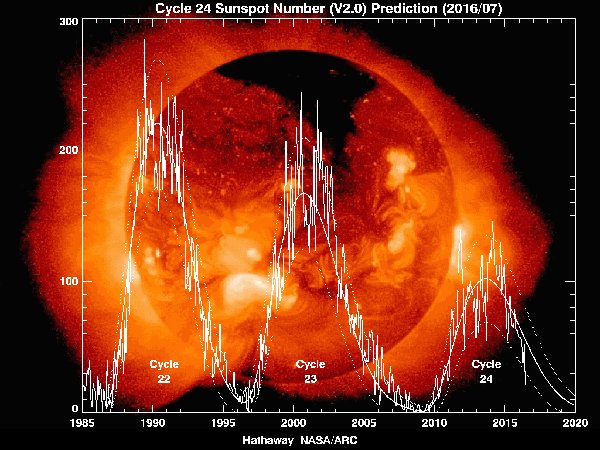 Cycle 24 Sunspot Number (V2.0) Prediction (2016/07)
300
200
100
0
Cycle
22
Cycle
23
Cycle
24
1985 1990 1995 2000 2005 2010 2015 2020
Hathaway NASA/ARC